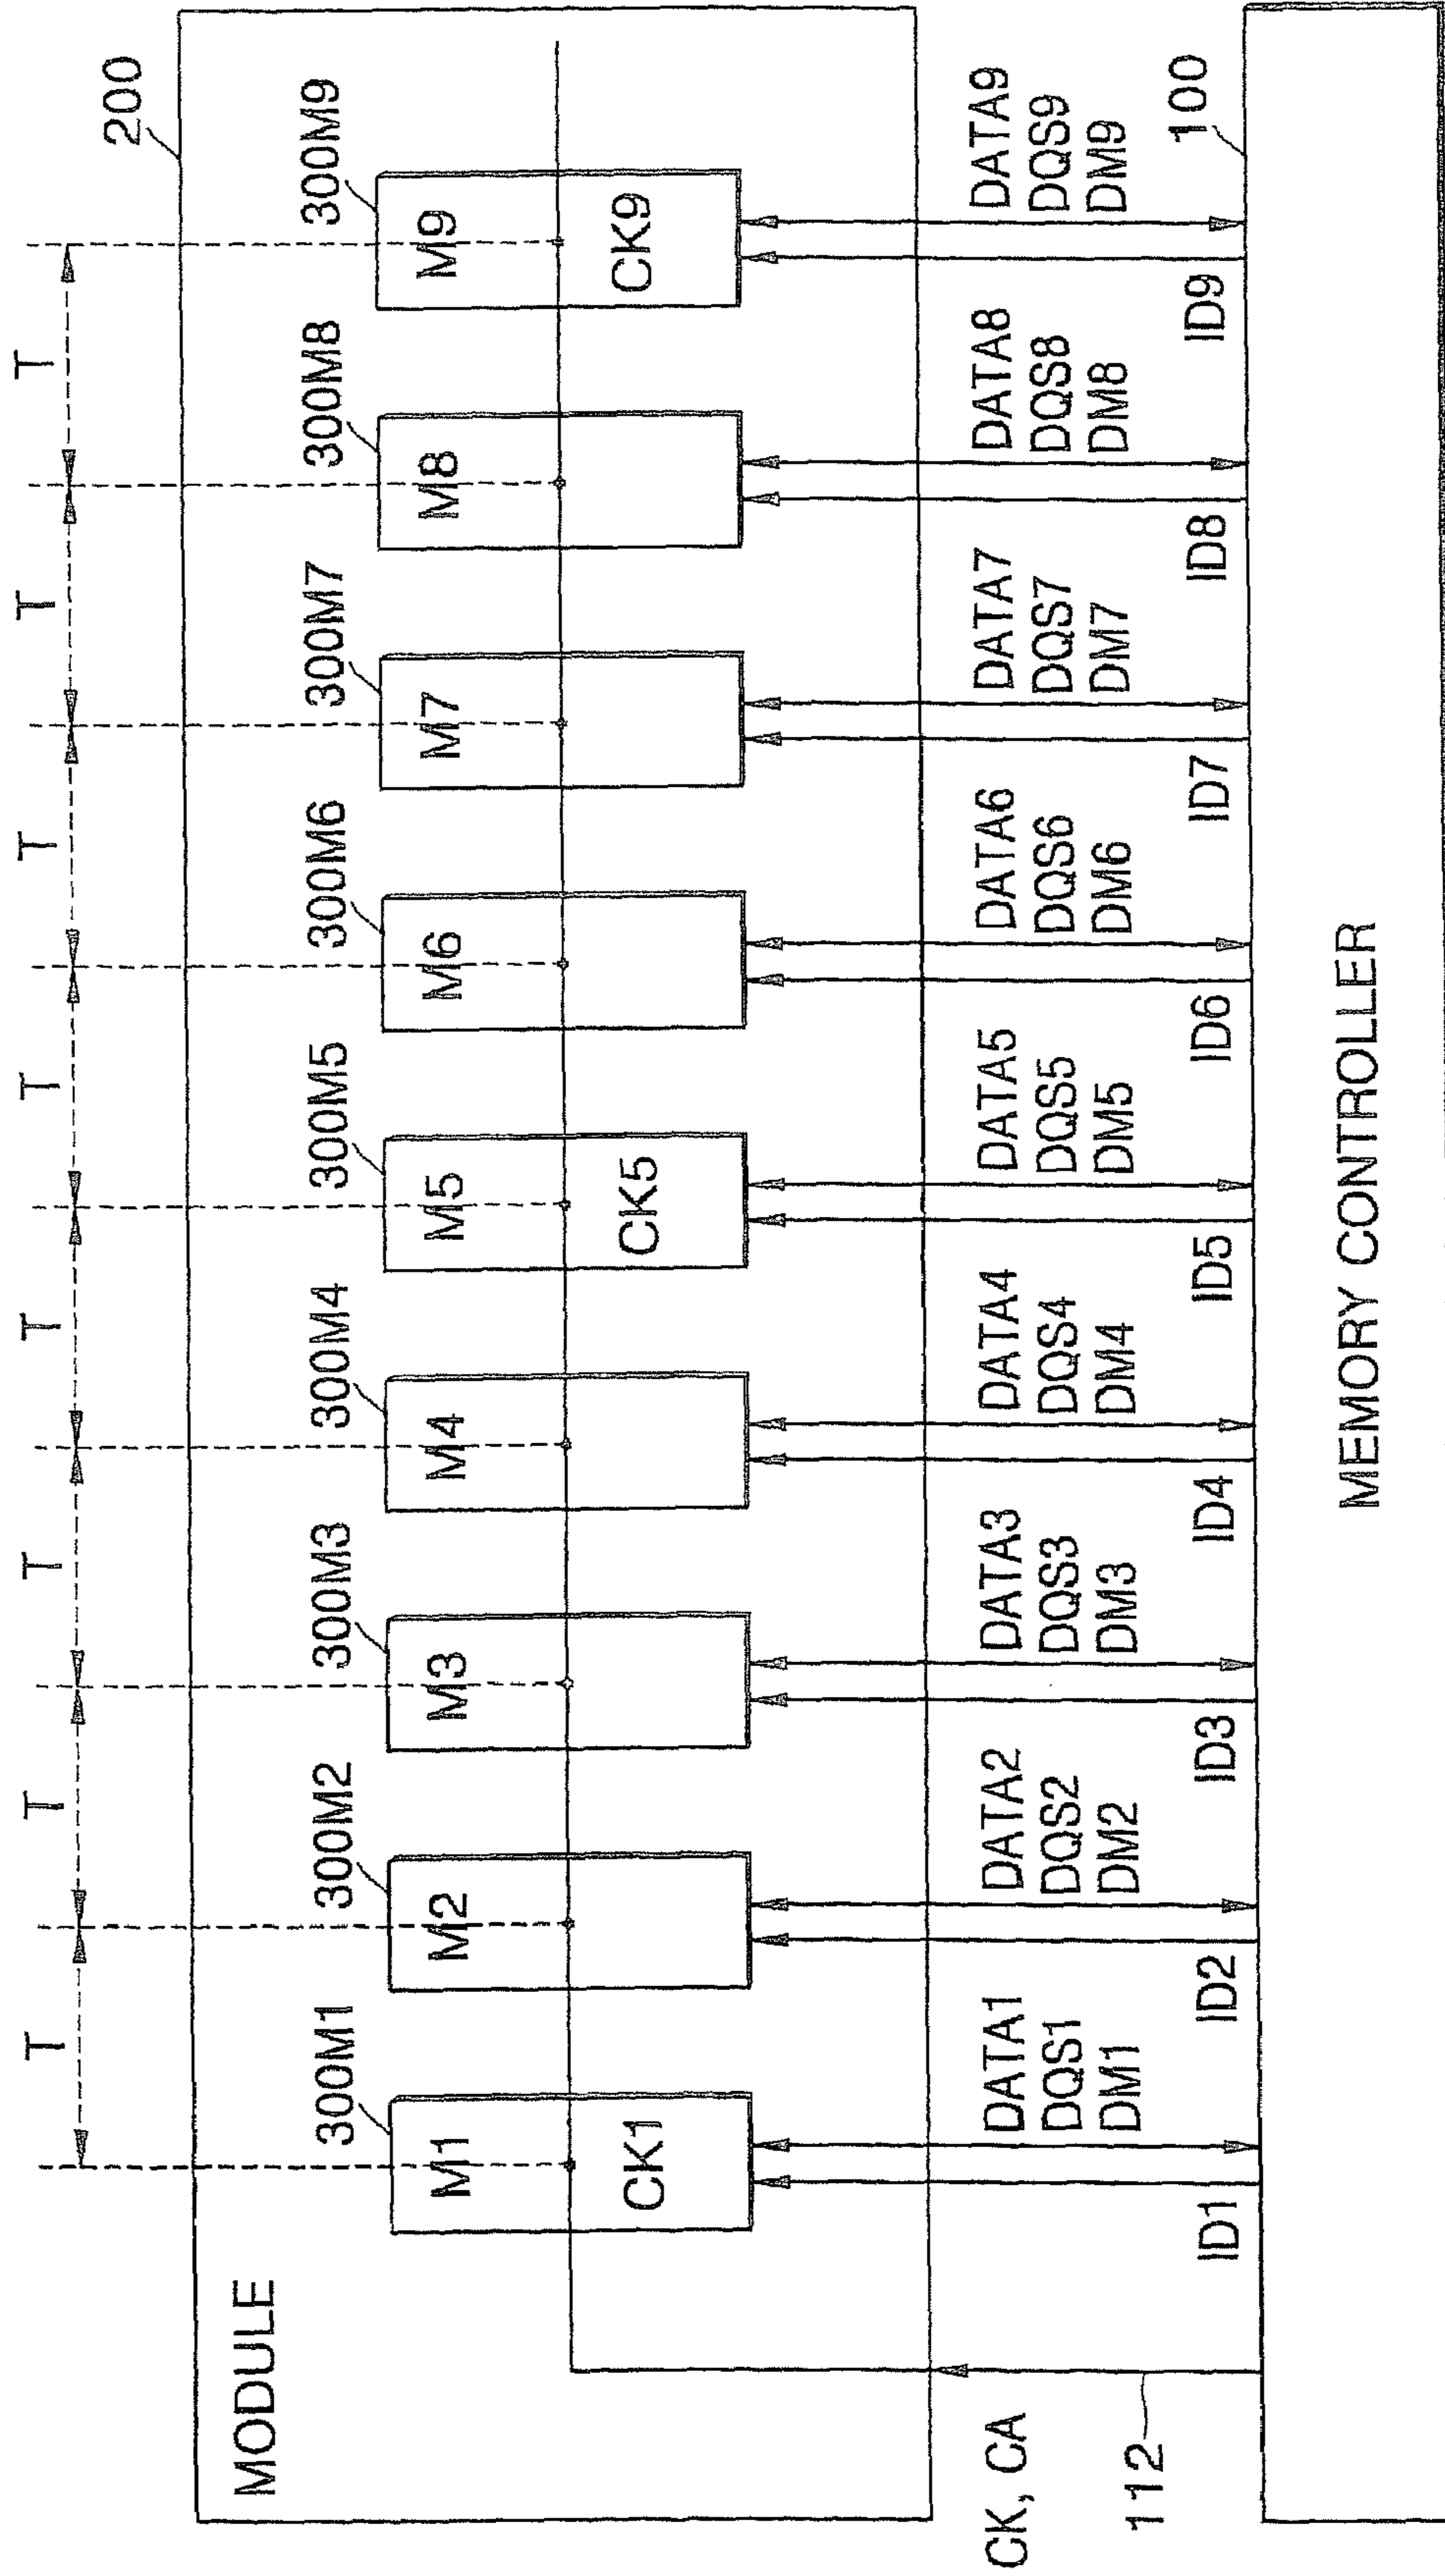 T T T T T T T T
200
300M1 300M2 300M3 300M4 300M5 300M6 300M7 300M8 300M9
MODULE
M1 M2 M3 M4 M5 M6 M7 M8 M9
CK1 CK5 CK9
CK, CA
DATA1 DATA2 DATA3 DATA4 DATA5 DATA6 DATA7 DATA8 DATA9
DQS1 DQS2 DQS3 DQS4 DQS5 DQS6 DQS7 DQS8 DQS9
DM1 DM2 DM3 DM4 DM5 DM6 DM7 DM8 DM9
112
100
ID1 ID2 ID3 ID4 ID5 ID6 ID7 ID8 ID9
MEMORY CONTROLLER